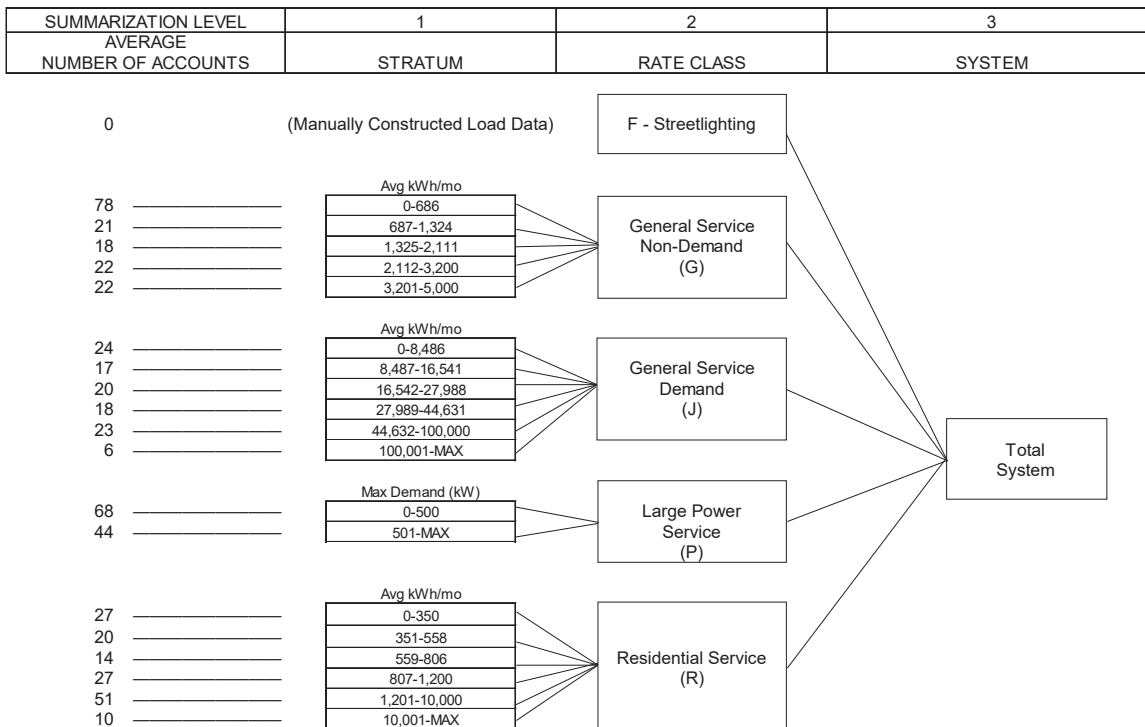 SUMMARIZATION LEVEL 1 2 3
AVERAGE
NUMBER OF ACCOUNTS STRATUM RATE CLASS SYSTEM
0 (Manually Constructed Load Data) F - Streetlighting
Avg kWh/mo
78 0-686
21 687-1,324
18 1,325-2,111
22 2,112-3,200
22 3,201-5,000
General Service
Non-Demand
(G)
Avg kWh/mo
24 0-8,486
17 8,487-16,541
20 16,542-27,988
18 27,989-44,631
23 44,632-100,000
6 100,001-MAX
General Service
Demand
(J)
Max Demand (kW)
68 0-500
44 501-MAX
Large Power
Service
(P)
Avg kWh/mo
27 0-350
20 351-558
14 559-806
27 807-1,200
51 1,201-10,000
10 10,001-MAX
Residential Service
(R)
Total
System